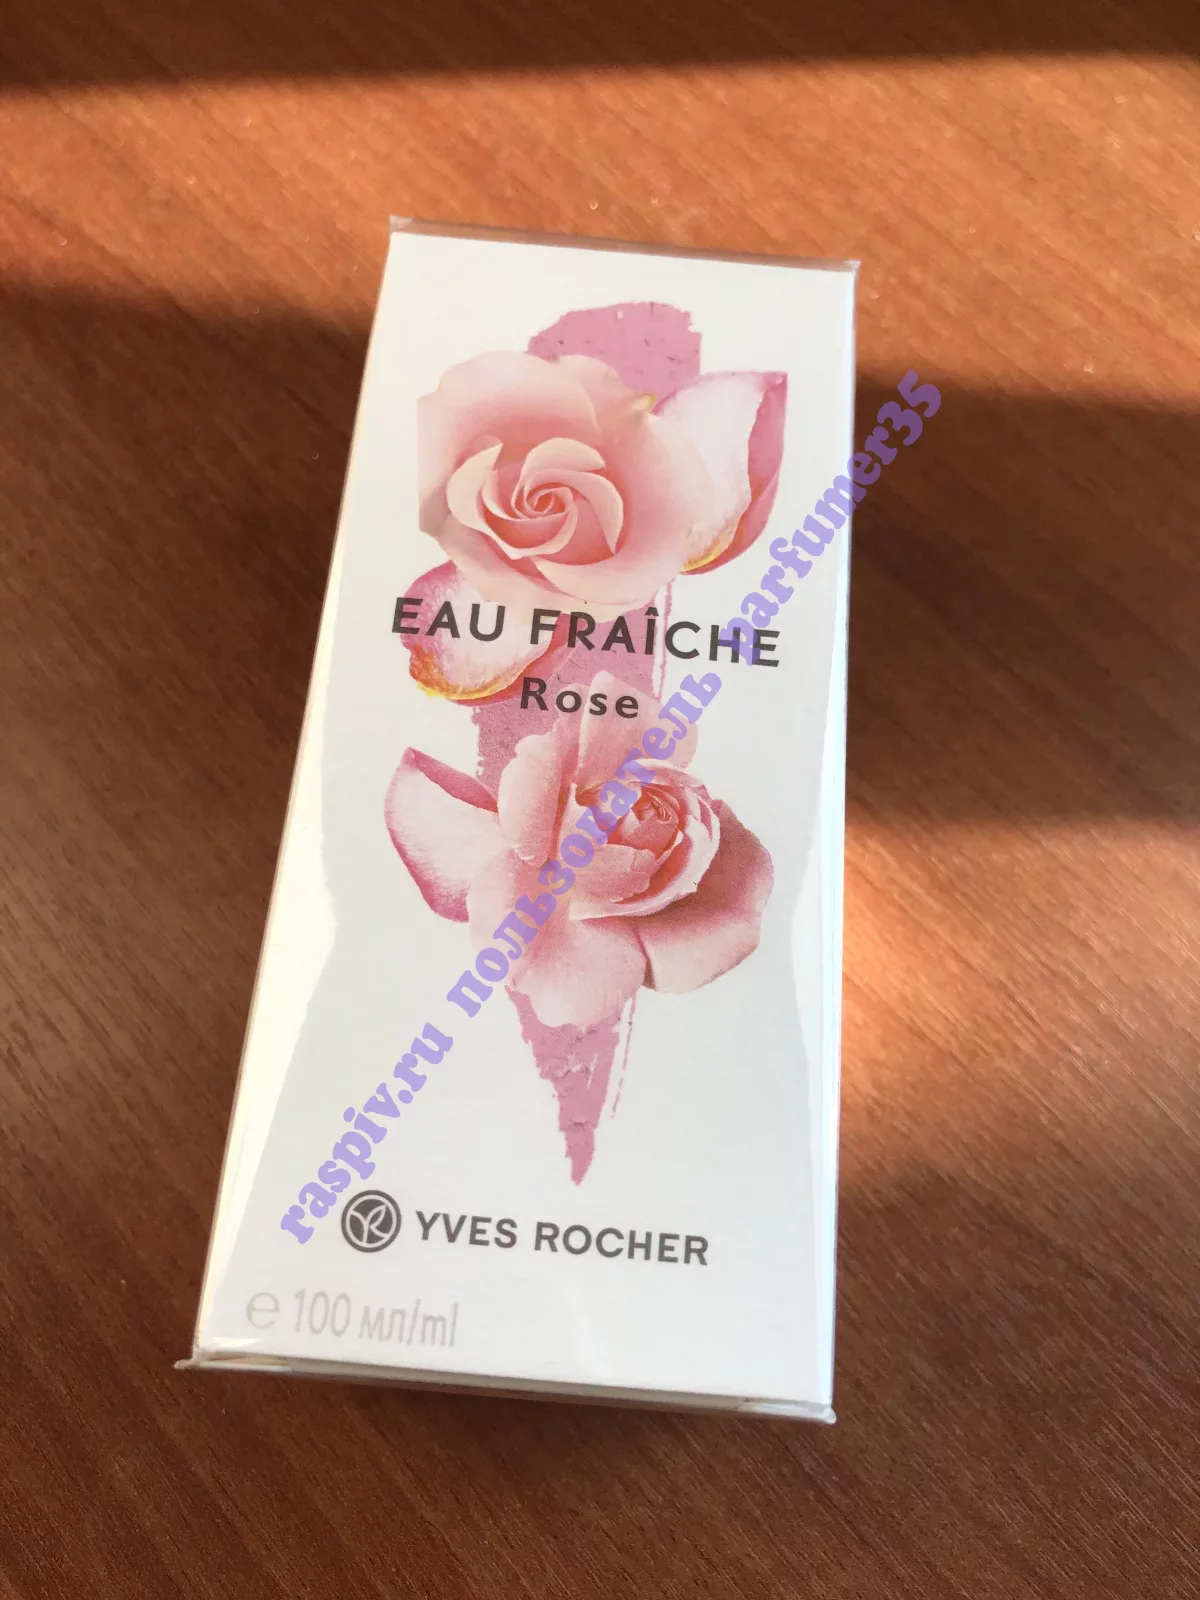 EAU FRAÎCHE
Rose
raspiv.ru пользователь parfumer35
YVES ROCHER
e 100 мл/ml